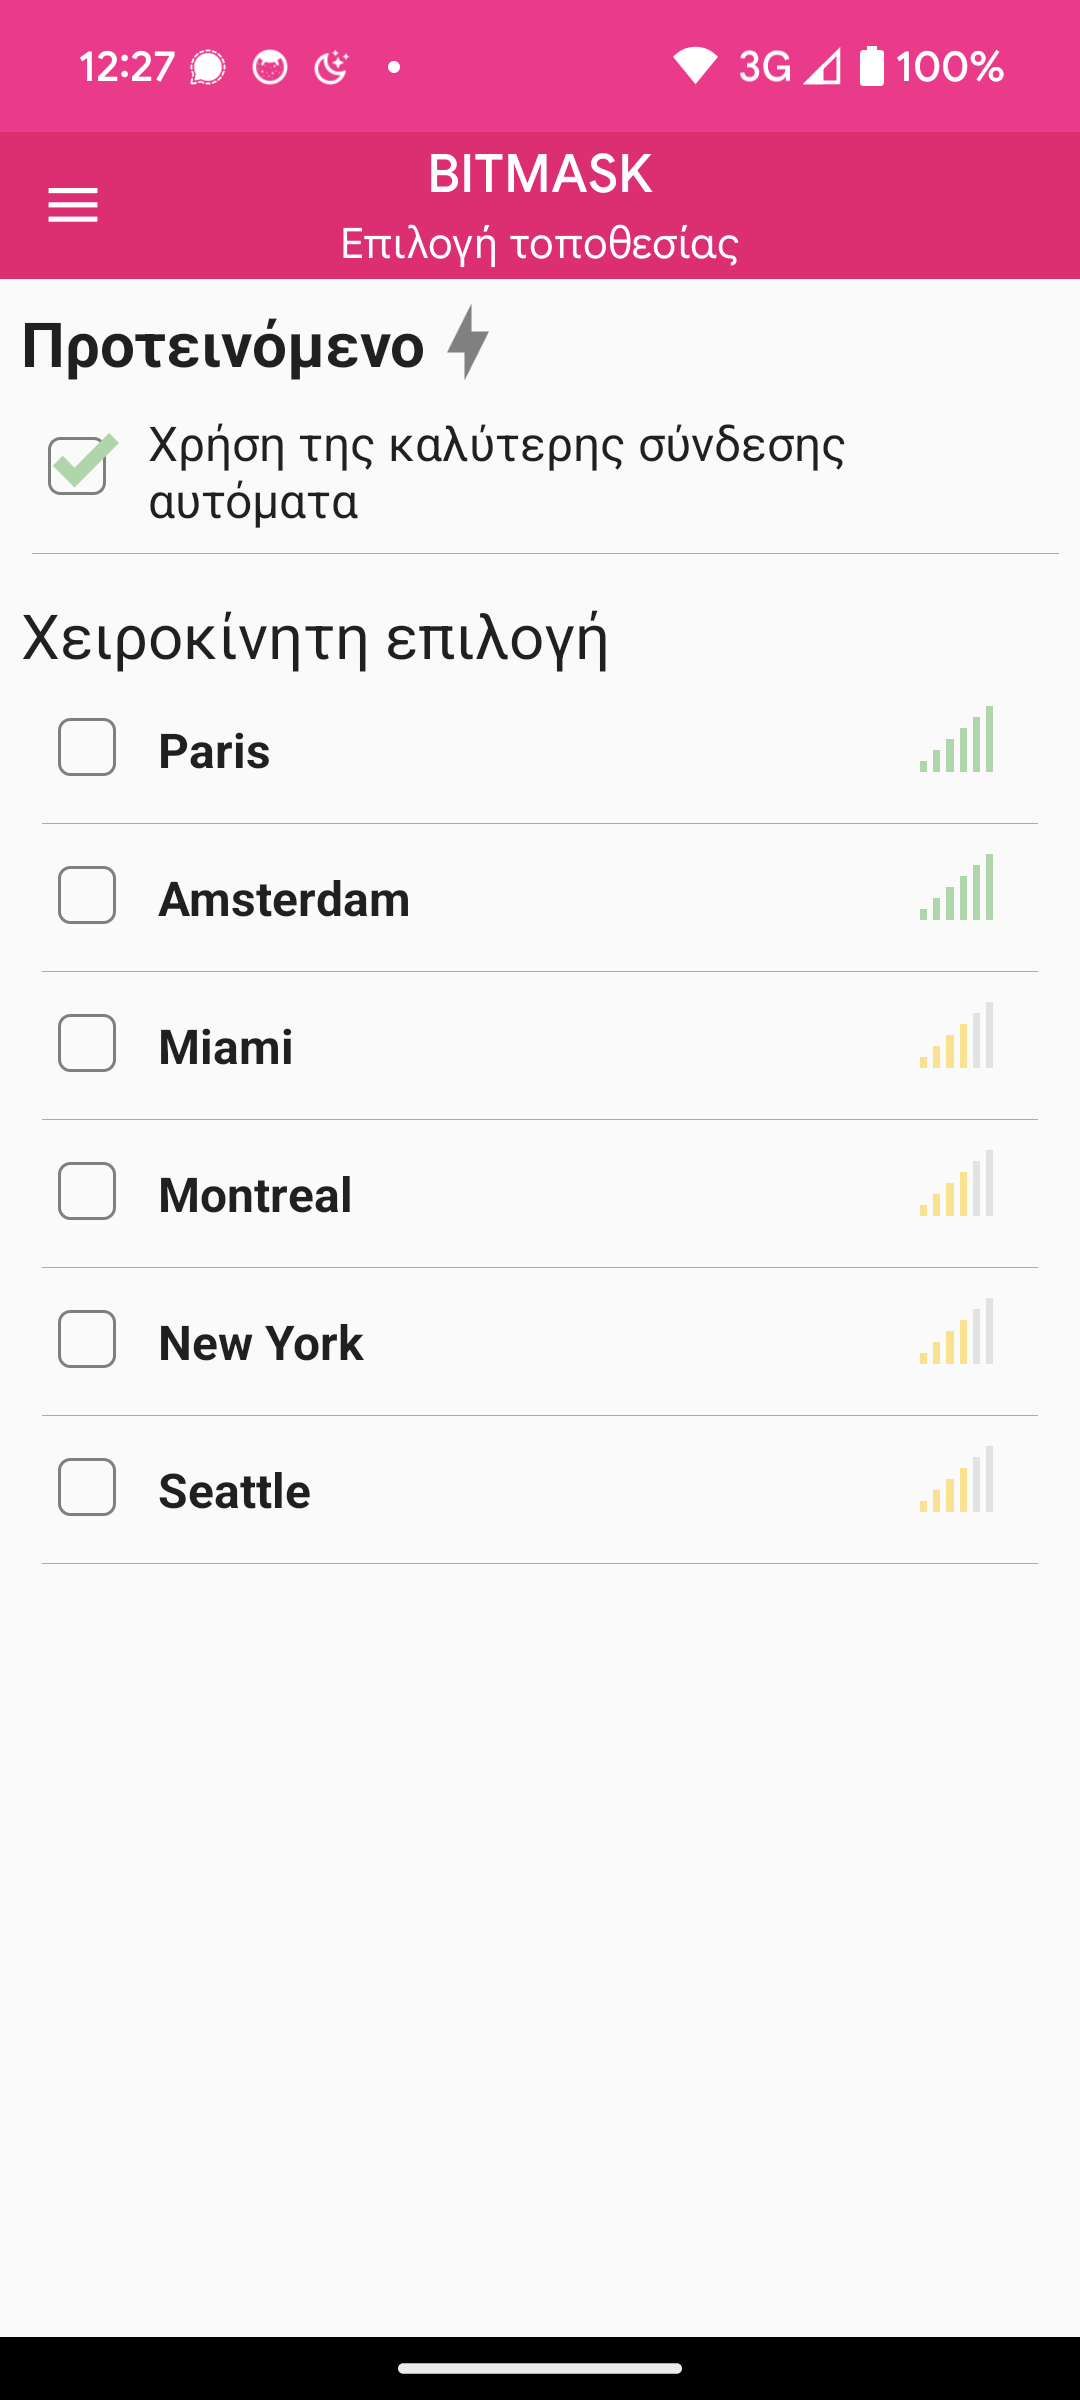 12:27 3G 100%
BITMASK
Επιλογή τοποθεσίας
Προτεινόμενο
Χρήση της καλύτερης σύνδεσης
αυτόματα
Χειροκίνητη επιλογή
Paris
Amsterdam
Miami
Montreal
New York
Seattle